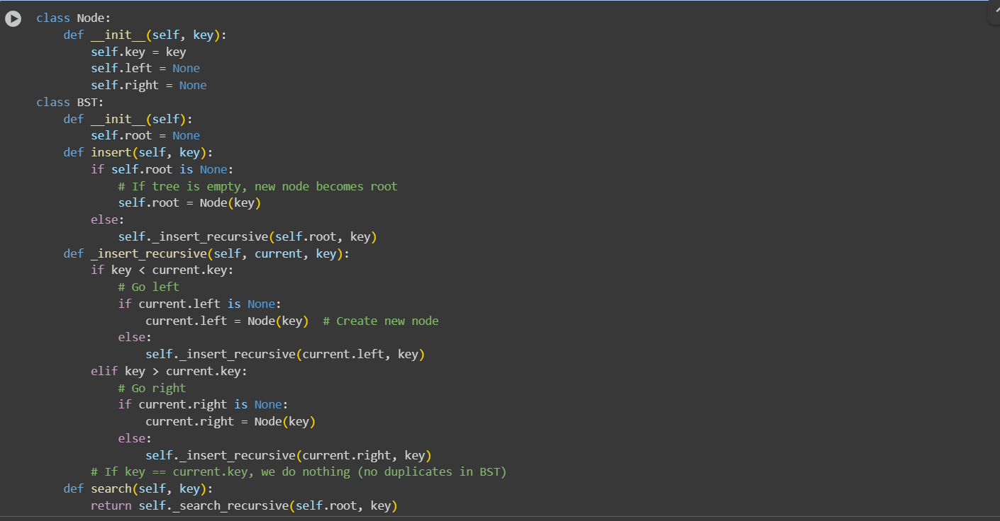 class Node:
    def __init__(self, key):
        self.key = key
        self.left = None
        self.right = None
class BST:
    def __init__(self):
        self.root = None
    def insert(self, key):
        if self.root is None:
            # If tree is empty, new node becomes root
            self.root = Node(key)
        else:
            self._insert_recursive(self.root, key)
    def _insert_recursive(self, current, key):
        if key < current.key:
            # Go left
            if current.left is None:
                current.left = Node(key)  # Create new node
            else:
                self._insert_recursive(current.left, key)
        elif key > current.key:
            # Go right
            if current.right is None:
                current.right = Node(key)
            else:
                self._insert_recursive(current.right, key)
        # If key == current.key, we do nothing (no duplicates in BST)
    def search(self, key):
        return self._search_recursive(self.root, key)